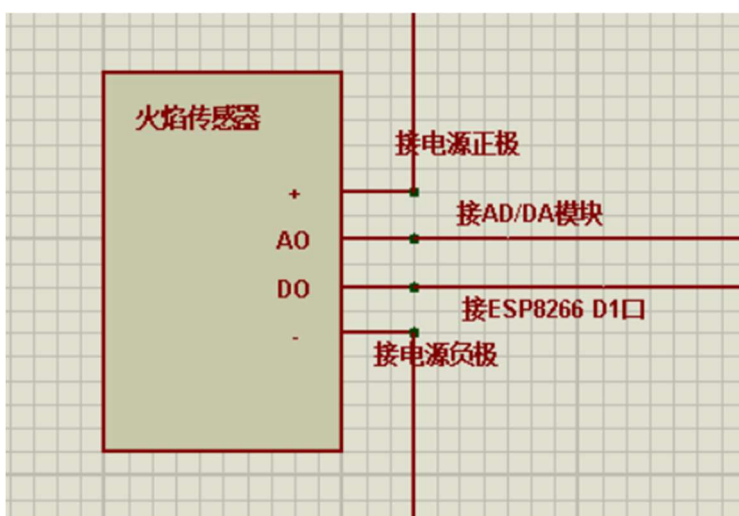 火焰传感器
接电源正极
+
接AD/DA模块
AO
DO
接ESP8266 D1口
-
接电源负极